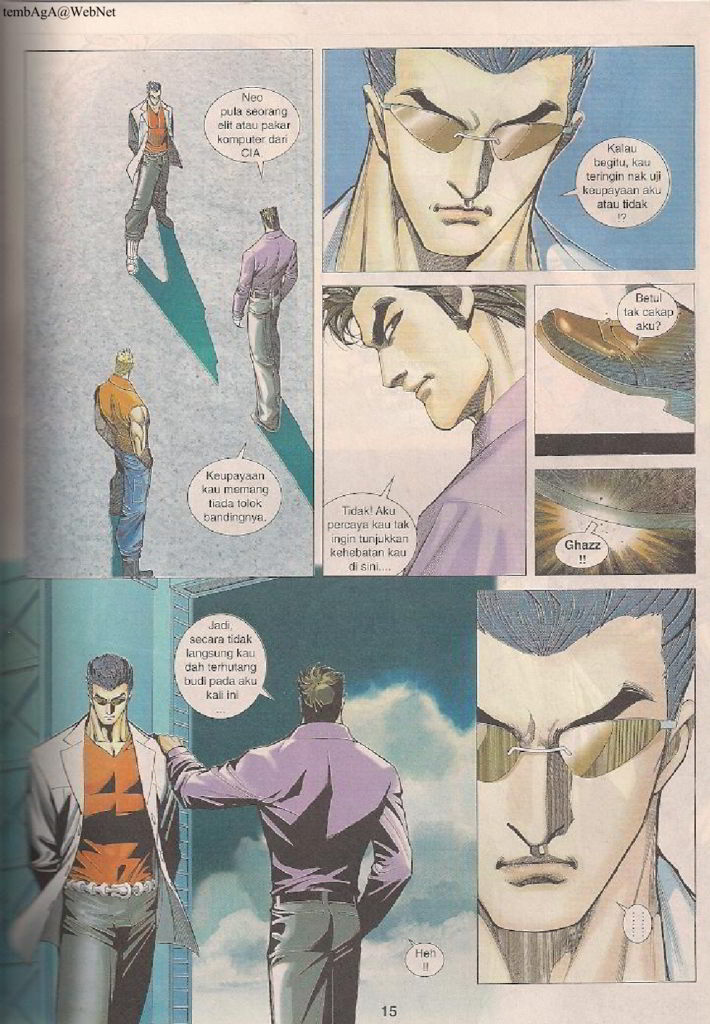 tembAgA@WebNet
Neo
pula seorang
elit atau pakar
komputer dari
CIA
Keupayaan
kau memang
tiada tolok
bandingnya.
Kalau
begitu, kau
teringin nak uji
keupayaan aku
atau tidak
!?
Tidak! Aku
percaya kau tak
ingin tunjukkan
kehebatan kau
di sini....
Betul
tak cakap
aku?
Ghazz
!!
Jadi,
secara tidak
langsung kau
dah terhutang
budi pada aku
kali ini
...
Heh
!!
15